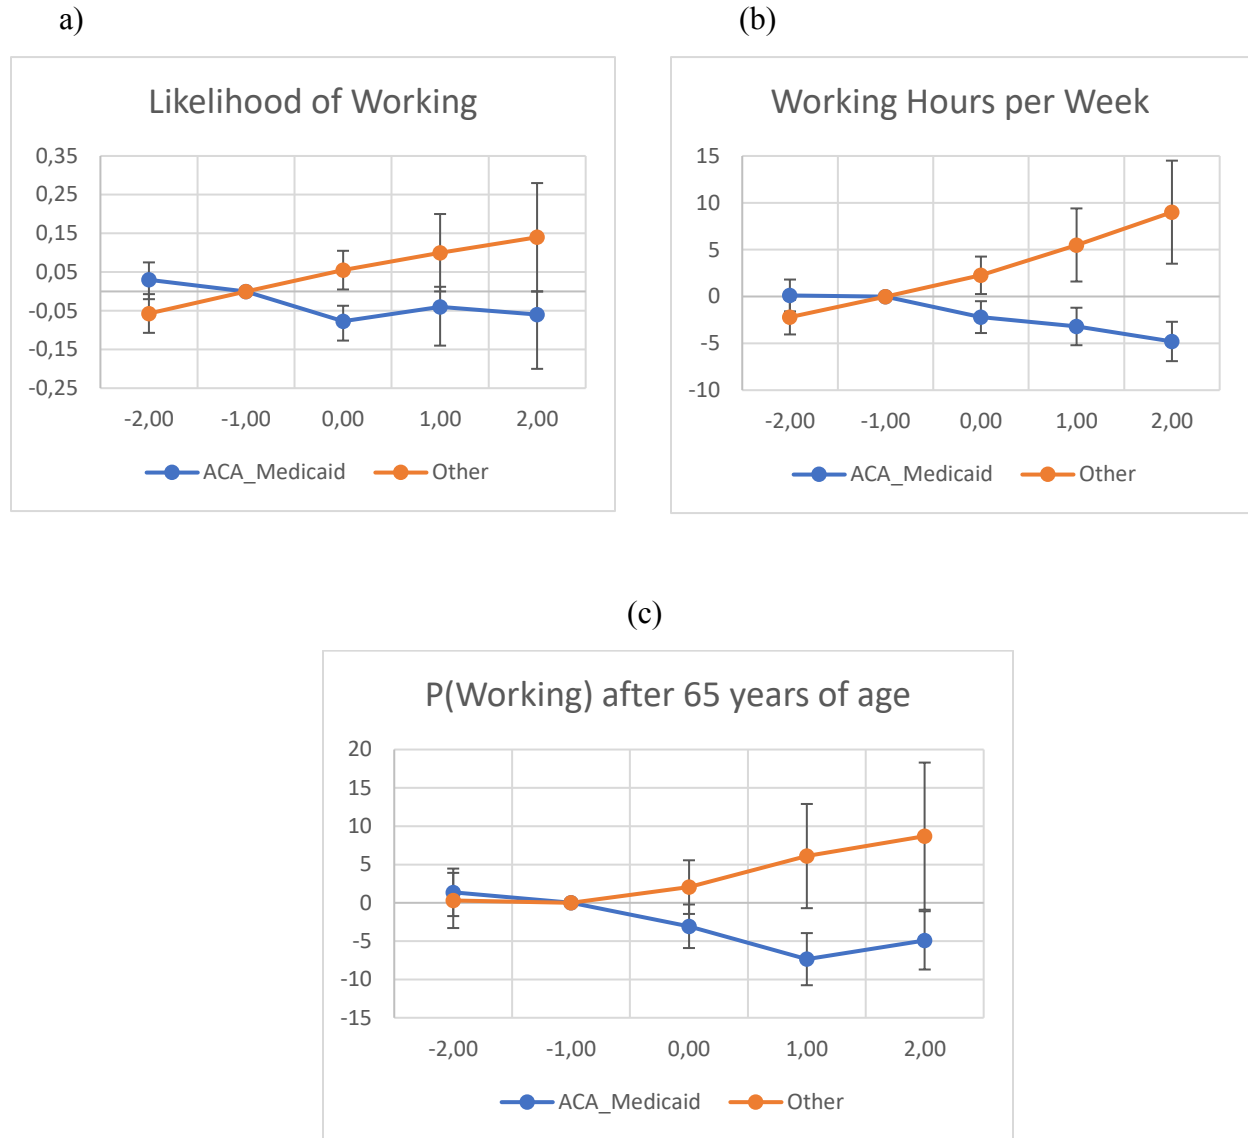 a)
(b)
Likelihood of Working
0,35
0,25
0,15
0,05
-0,05
-0,15
-0,25
-2,00 -1,00 0,00 1,00 2,00
ACA_Medicaid Other
Working Hours per Week
15
10
5
0
-5
-10
-2,00 -1,00 0,00 1,00 2,00
ACA_Medicaid Other
(c)
P(Working) after 65 years of age
20
15
10
5
0
-5
-10
-15
-2,00 -1,00 0,00 1,00 2,00
ACA_Medicaid Other